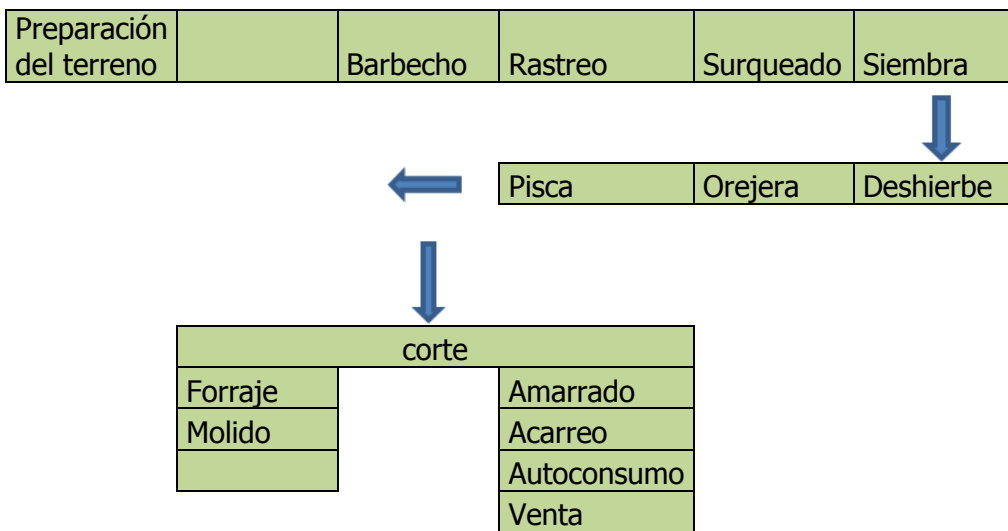 Preparación
del terreno Barbecho Rastreo Surqueado Siembra
Pisca Orejera Deshierbe
corte
Forraje Amarrado
Molido Acarreo
Autoconsumo
Venta